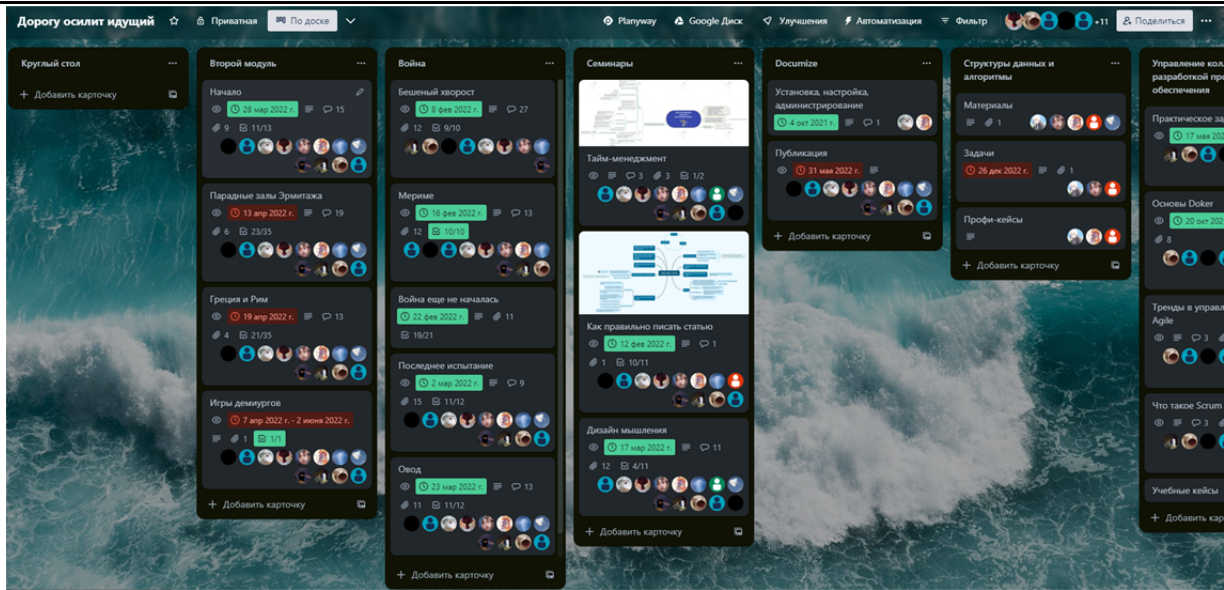 Дорогу осилит идущий
Приватная
По доске
Planyway
Google Диск
Улучшения
Автоматизация
Фильтр
+11
Поделиться
Круглый стол
+ Добавить карточку
Второй модуль
Начало
28 мар 2022 г.
15
9
11/13
Парадные залы Эрмитажа
13 апр 2022 г.
19
6
23/35
Греция и Рим
19 апр 2022 г.
13
4
21/35
Игры демиургов
7 апр 2022 г. - 2 июня 2022 г.
1
1/1
+ Добавить карточку
Война
Бешеный хворост
8 фев 2022 г.
27
12
9/10
Мериме
16 фев 2022 г.
13
12
10/10
Война еще не началась
22 фев 2022 г.
11
19/21
Последнее испытание
2 мар 2022 г.
9
15
11/12
Овод
23 мар 2022 г.
13
11
11/12
+ Добавить карточку
Семинары
Тайм-менеджмент
3
3
1/2
Как правильно писать статью
12 фев 2022 г.
1
1
10/11
Дизайн мышления
17 мар 2022 г.
11
12
4/11
+ Добавить карточку
Documize
Установка, настройка,
администрирование
4 окт 2021 г.
1
Публикация
31 мая 2022 г.
+ Добавить карточку
Структуры данных и
алгоритмы
Материалы
1
Задачи
26 дек 2022 г.
1
Профи-кейсы
+ Добавить карточку
Управление кол
разработкой про
обеспечения
Практическое за
17 мая 202
Основы Doker
20 окт 202
8
Тренды в управл
Agile
3
Что такое Scrum
3
Учебные кейсы
+ Добавить кар